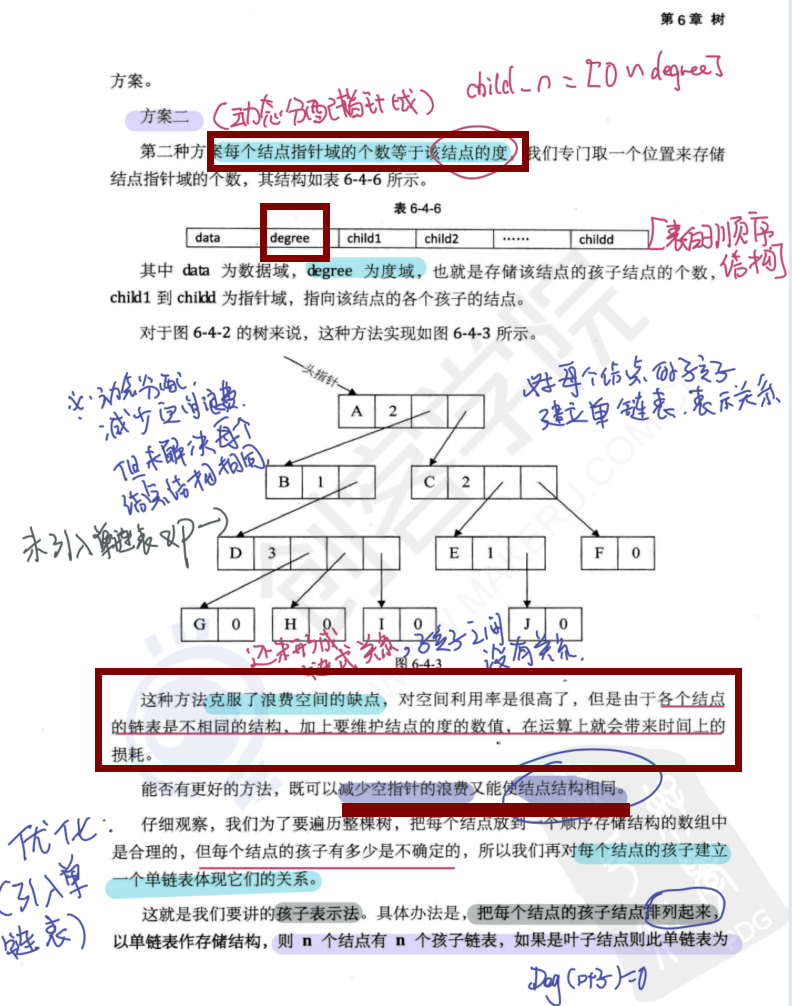 第6章 树
方案。
child_n = [0 ~ degree]
方案二
(动态分配指针域)
第二种方案每个结点指针域的个数等于该结点的度，我们专门取一个位置来存储
结点指针域的个数，其结构如表 6-4-6 所示。
表 6-4-6
data degree child1 child2 …… childd
[表的顺序
结构]
其中 data 为数据域，degree 为度域，也就是存储该结点的孩子结点的个数，
child1 到 childd 为指针域，指向该结点的各个孩子的结点。
对于图 6-4-2 的树来说，这种方法实现如图 6-4-3 所示。
头指针
※动态分配.
减少空间浪费.
但未解决每个
结点结构相同
对每个结点的孩子
建立单链表.表示关系
A 2
B 1
C 2
未引入单链表
D 3
E 1
F 0
G 0
H 0
I 0
J 0
还未形成
链式关系，孩子之间
没有关系.
图 6-4-3
这种方法克服了浪费空间的缺点，对空间利用率是很高了，但是由于各个结点
的链表是不相同的结构，加上要维护结点的度的数值，在运算上就会带来时间上的
损耗。
能否有更好的方法，既可以减少空指针的浪费又能使结点结构相同。
仔细观察，我们为了要遍历整棵树，把每个结点放到一个顺序存储结构的数组中
是合理的，但每个结点的孩子有多少是不确定的，所以我们再对每个结点的孩子建立
一个单链表体现它们的关系。
优化：
(引入单
链表)
这就是我们要讲的孩子表示法。具体办法是，把每个结点的孩子结点排列起来，
以单链表作存储结构，则 n 个结点有 n 个孩子链表，如果是叶子结点则此单链表为
创客学院
WWW.MAKERU.COM.CN